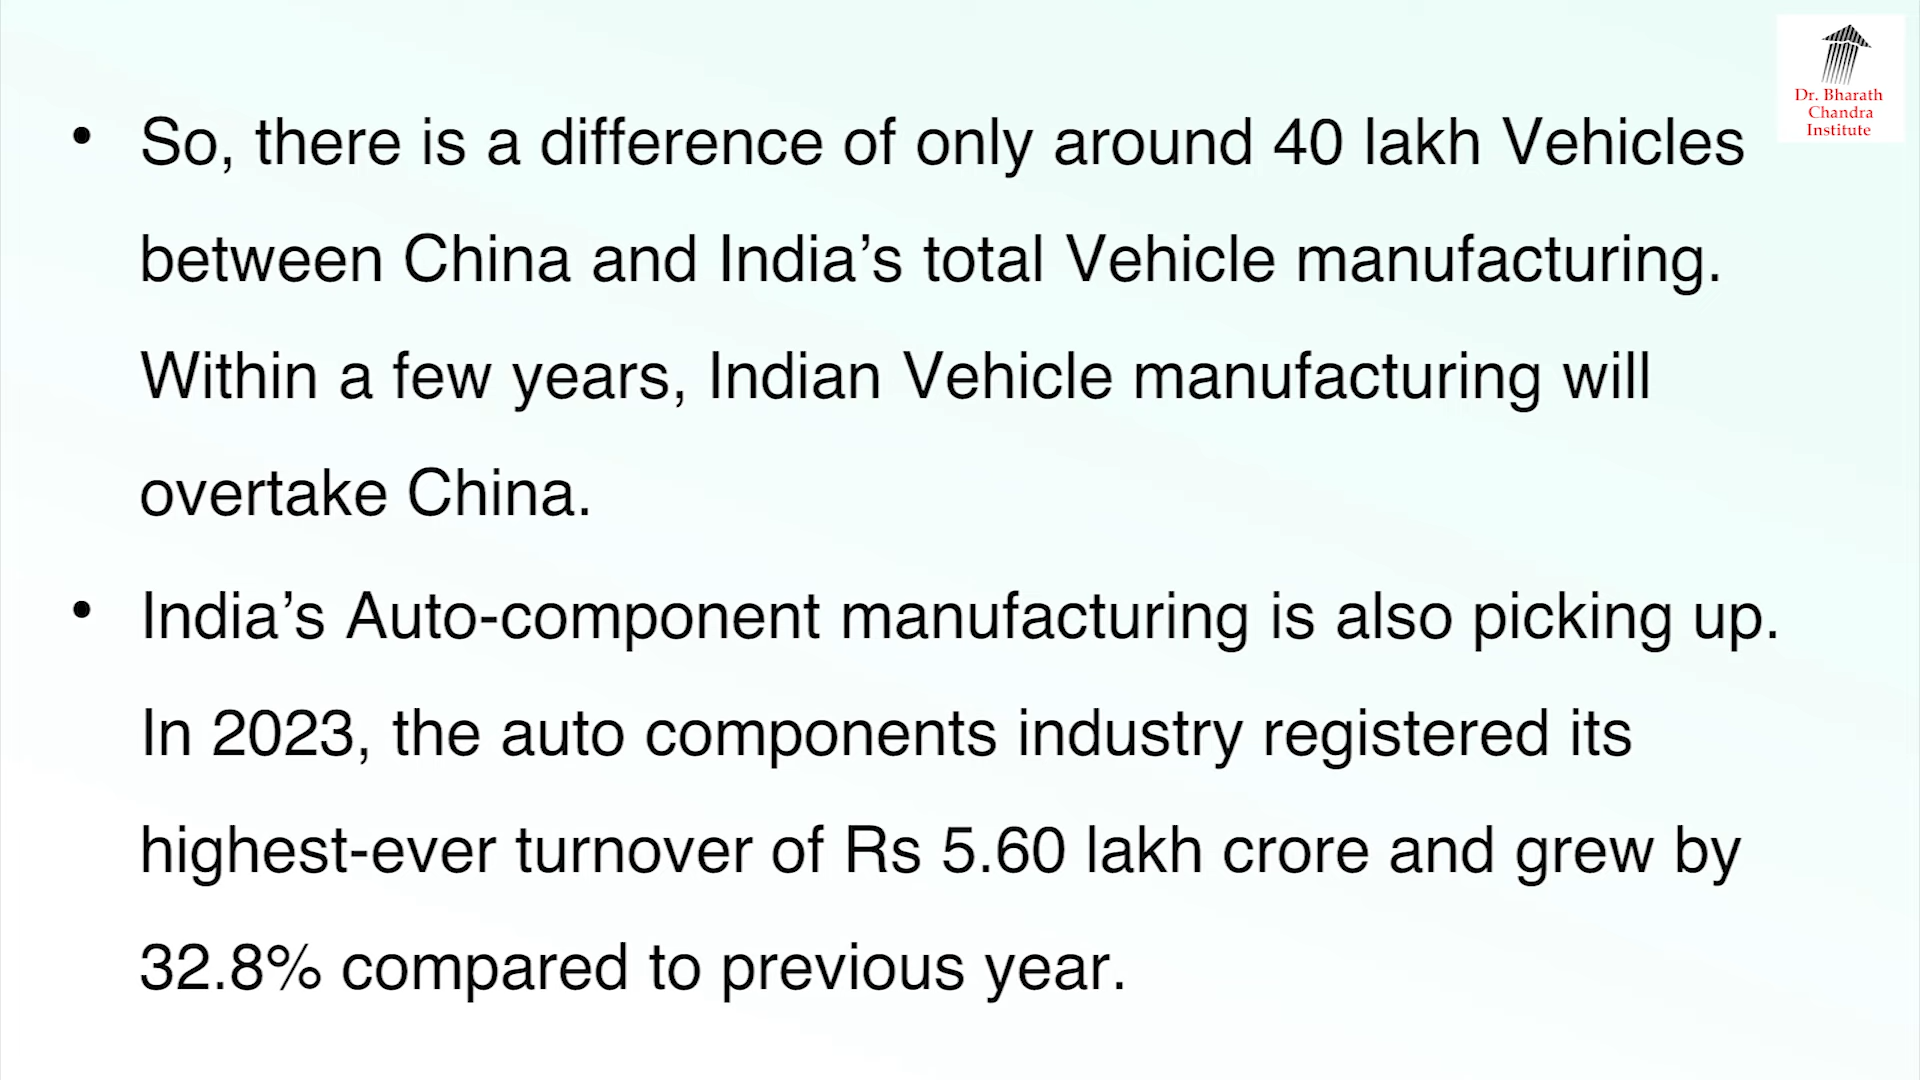 Dr. Bharath
Chandra
Institute
• So, there is a difference of only around 40 lakh Vehicles
between China and India’s total Vehicle manufacturing.
Within a few years, Indian Vehicle manufacturing will
overtake China.
• India’s Auto-component manufacturing is also picking up.
In 2023, the auto components industry registered its
highest-ever turnover of Rs 5.60 lakh crore and grew by
32.8% compared to previous year.